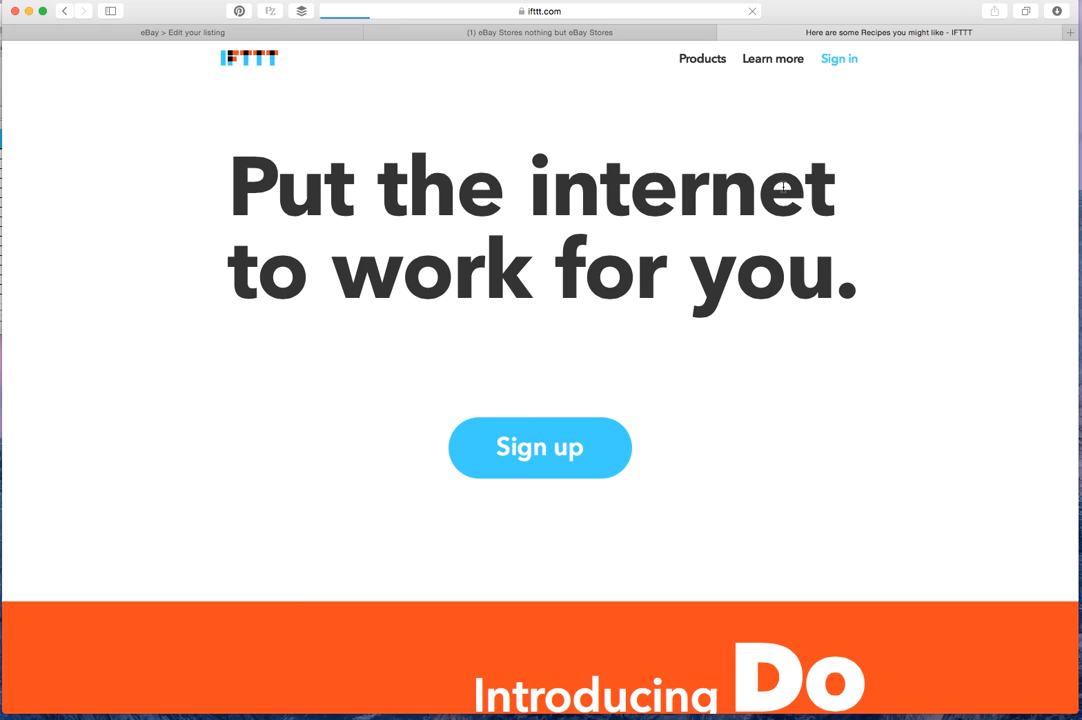 ifttt.com
eBay > Edit your listing
(1) eBay Stores nothing but eBay Stores
Here are some Recipes you might like - IFTTT
IFTTT
Products
Learn more
Sign in
Put the internet
to work for you.
Sign up
Introducing Do